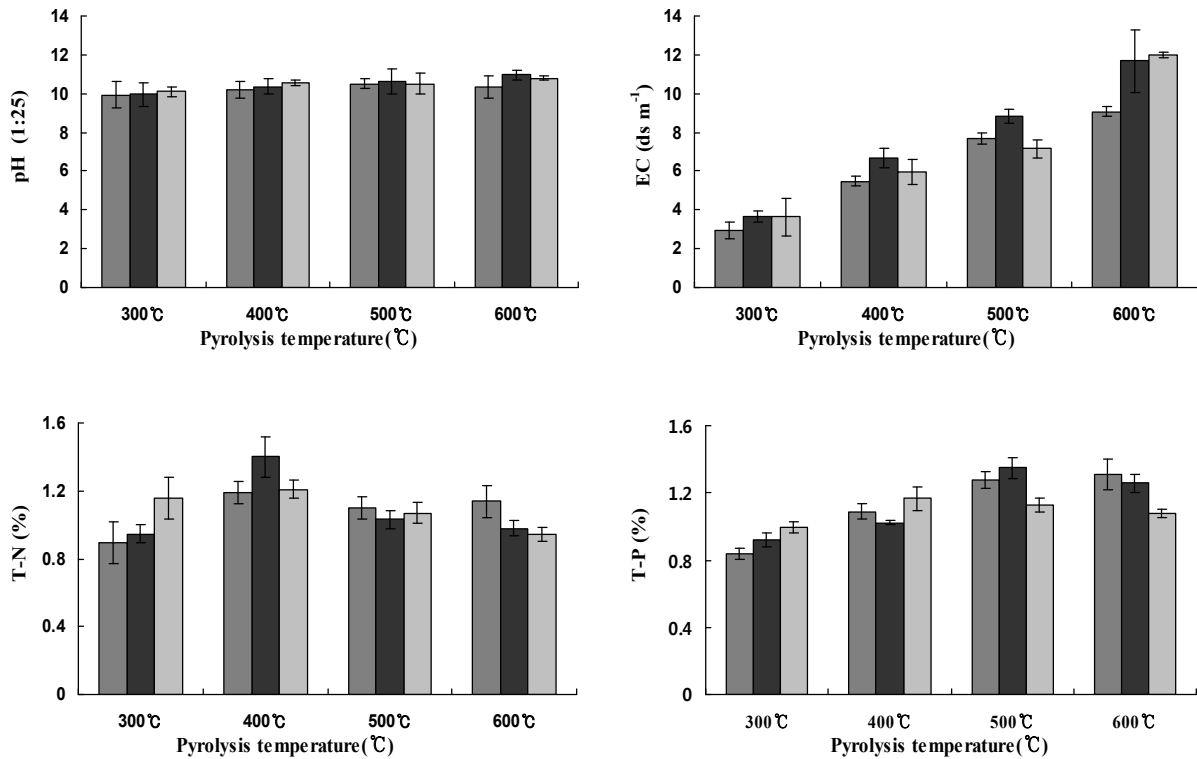 14
12
10
8
6
4
2
0
pH (1:25)
300℃ 400℃ 500℃ 600℃
Pyrolysis temperature(℃)
14
12
10
8
6
4
2
0
EC (ds m⁻¹)
300℃ 400℃ 500℃ 600℃
Pyrolysis temperature(℃)
1.6
1.2
0.8
0.4
0
T-N (%)
300℃ 400℃ 500℃ 600℃
Pyrolysis temperature(℃)
1.6
1.2
0.8
0.4
0
T-P (%)
300℃ 400℃ 500℃ 600℃
Pyrolysis temperature(℃)